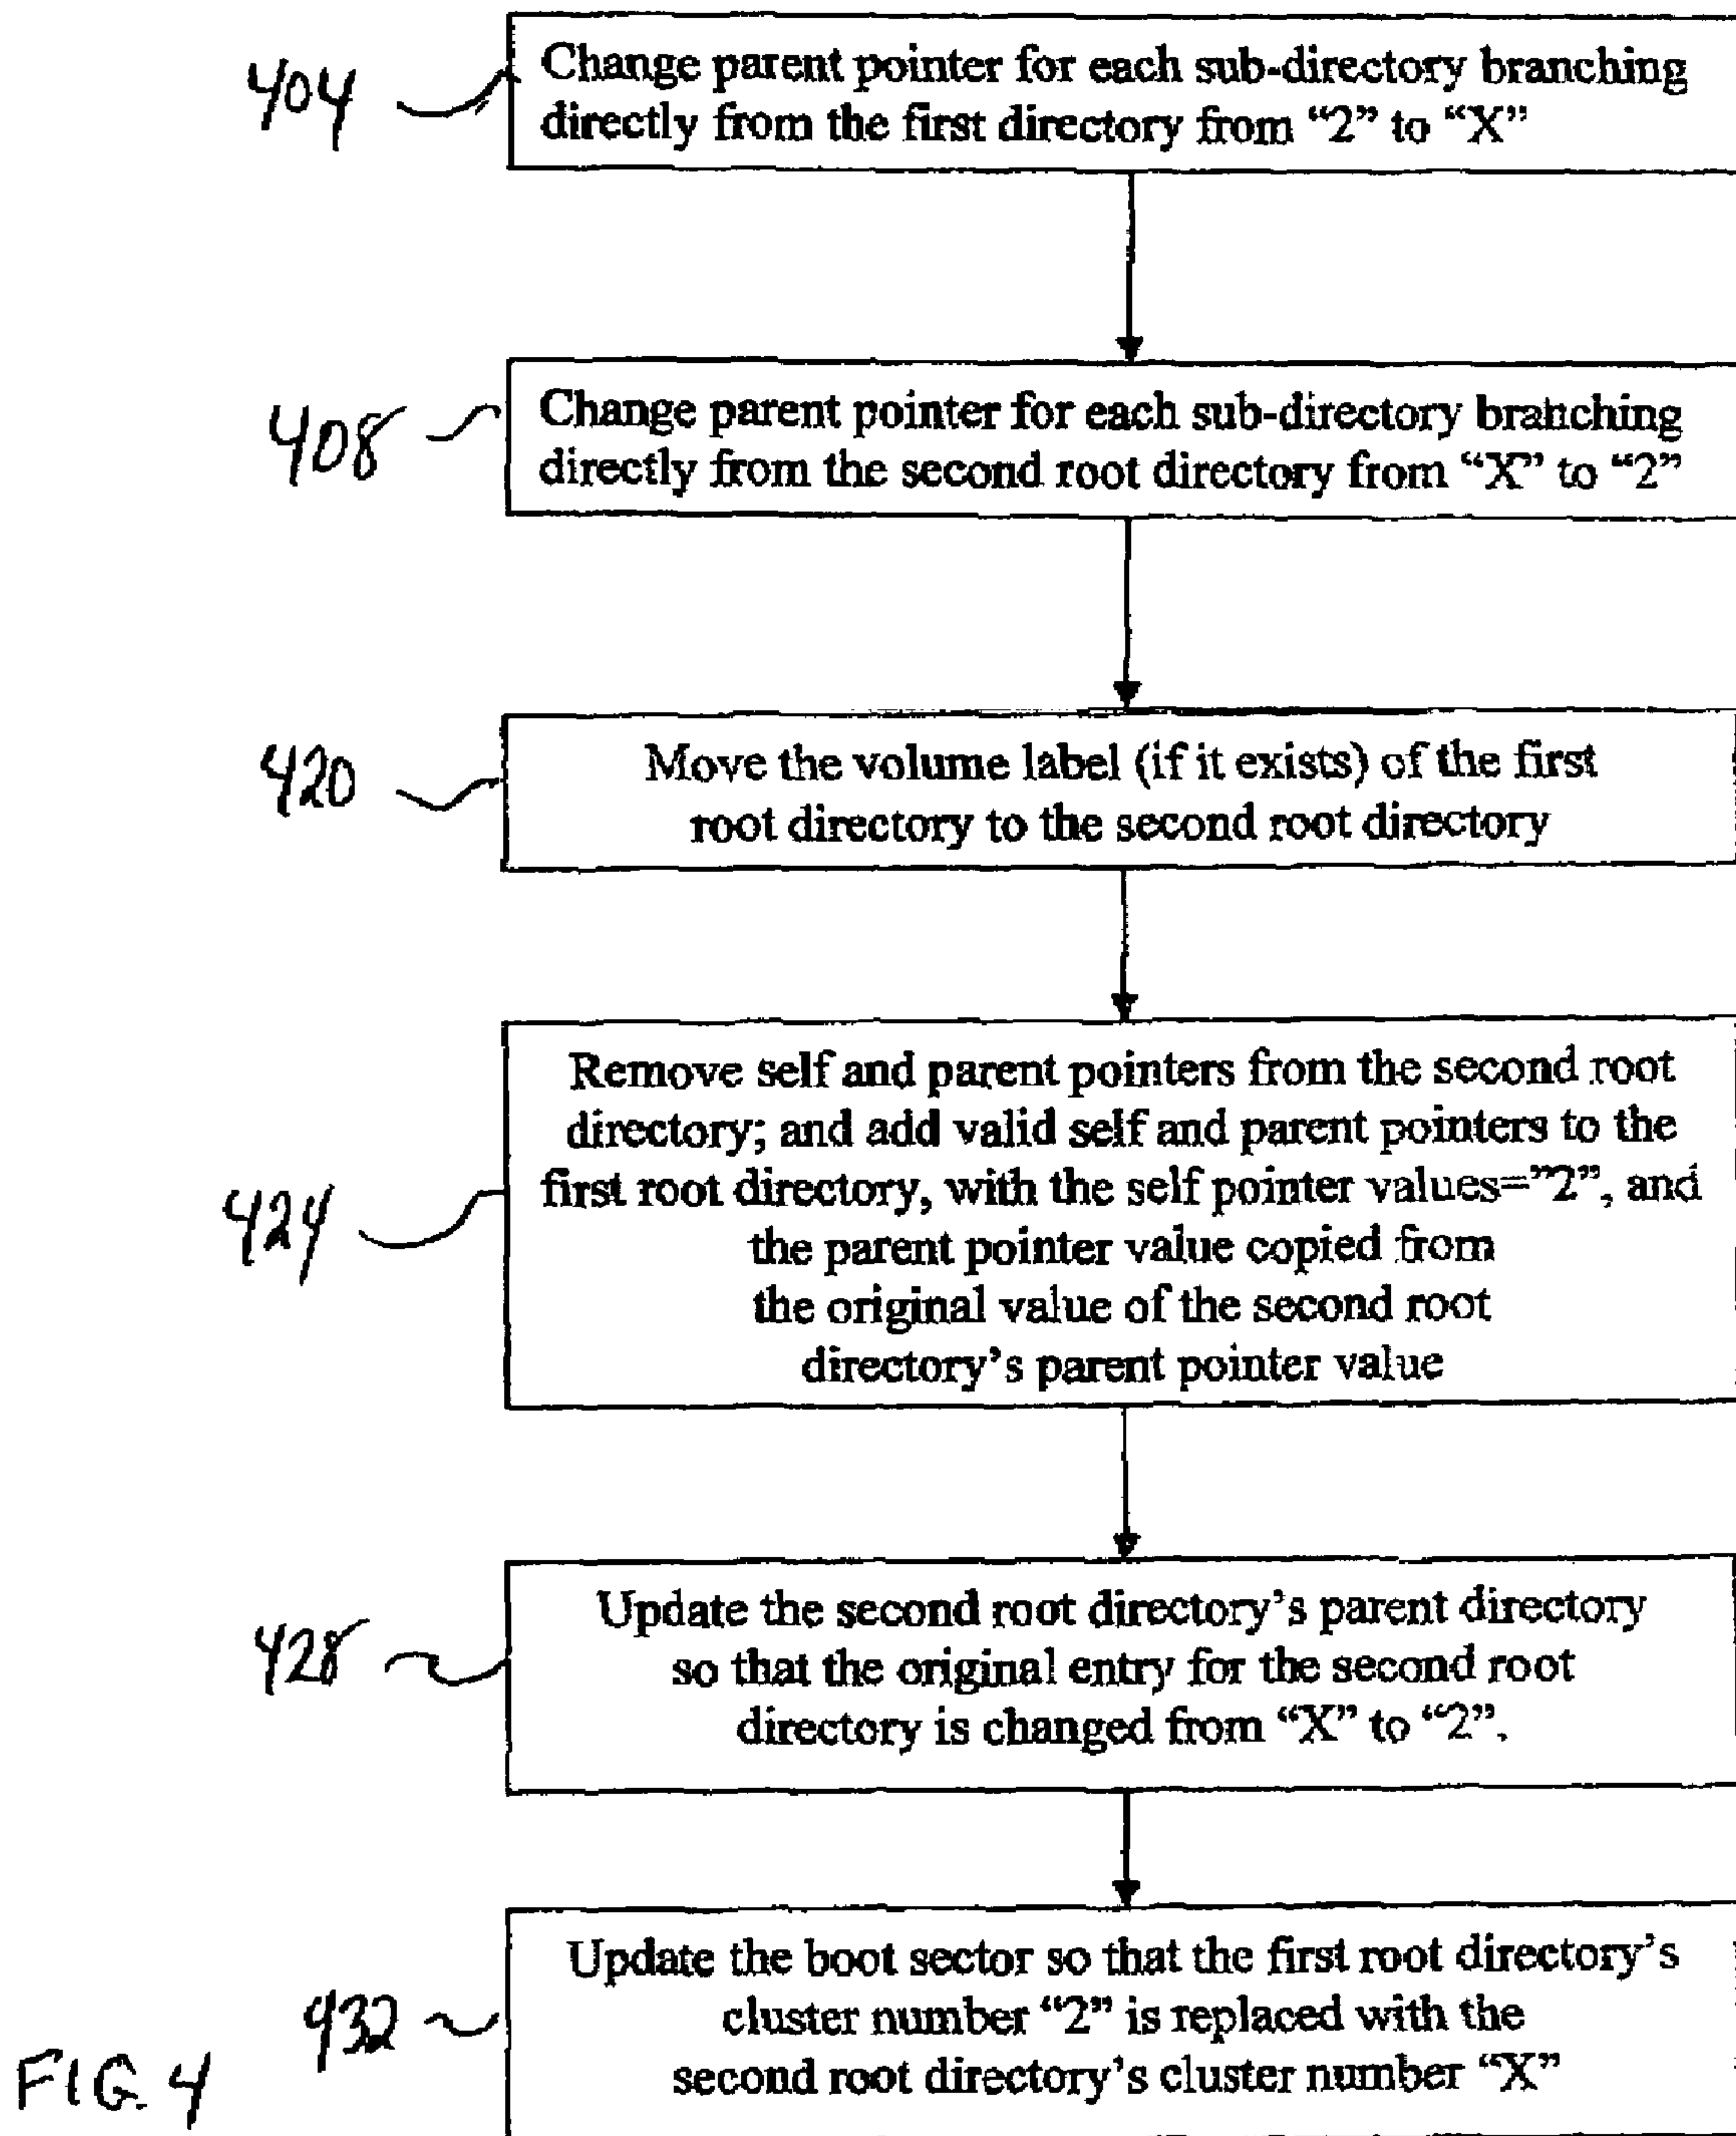 404
Change parent pointer for each sub-directory branching
directly from the first directory from “2” to “X”
408
Change parent pointer for each sub-directory branching
directly from the second root directory from “X” to “2”
420
Move the volume label (if it exists) of the first
root directory to the second root directory
424
Remove self and parent pointers from the second root
directory; and add valid self and parent pointers to the
first root directory, with the self pointer values=”2”, and
the parent pointer value copied from
the original value of the second root
directory’s parent pointer value
428
Update the second root directory’s parent directory
so that the original entry for the second root
directory is changed from “X” to “2”.
432
Update the boot sector so that the first root directory’s
cluster number “2” is replaced with the
second root directory’s cluster number “X”
FIG. 4